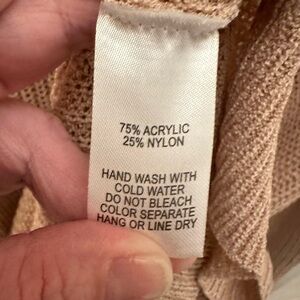 75% ACRYLIC
25% NYLON
HAND WASH WITH
COLD WATER
DO NOT BLEACH
COLOR SEPARATE
HANG OR LINE DRY